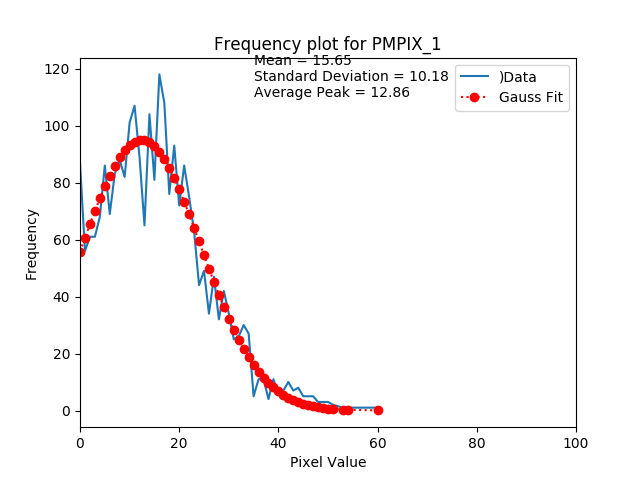 Frequency plot for PMPIX_1
Mean = 15.65
Standard Deviation = 10.18
Average Peak = 12.86
)Data
Gauss Fit
Frequency
120
100
80
60
40
20
0
0 20 40 60 80 100
Pixel Value